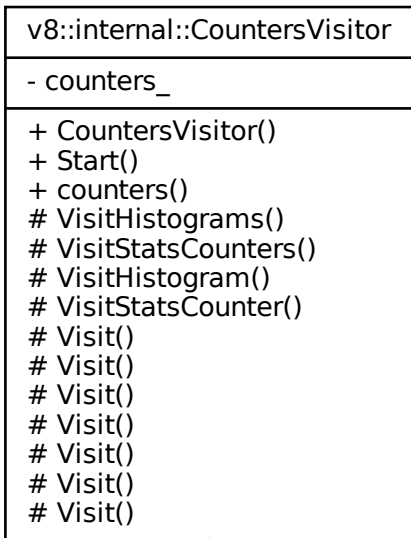 v8::internal::CountersVisitor
- counters_
+ CountersVisitor()
+ Start()
+ counters()
# VisitHistograms()
# VisitStatsCounters()
# VisitHistogram()
# VisitStatsCounter()
# Visit()
# Visit()
# Visit()
# Visit()
# Visit()
# Visit()
# Visit()